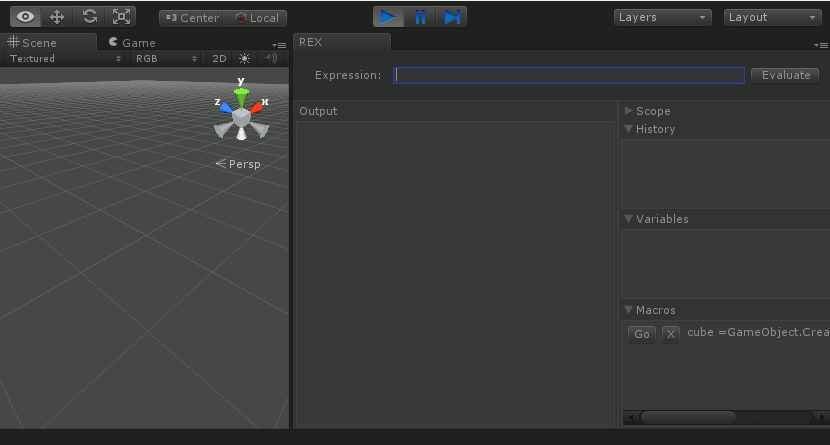 Center Local Layers Layout
Scene Game REX
Textured RGB 2D
Expression: Evaluate
y
z x
Persp
Output
Scope
History
Variables
Macros
Go X cube =GameObject.Crea